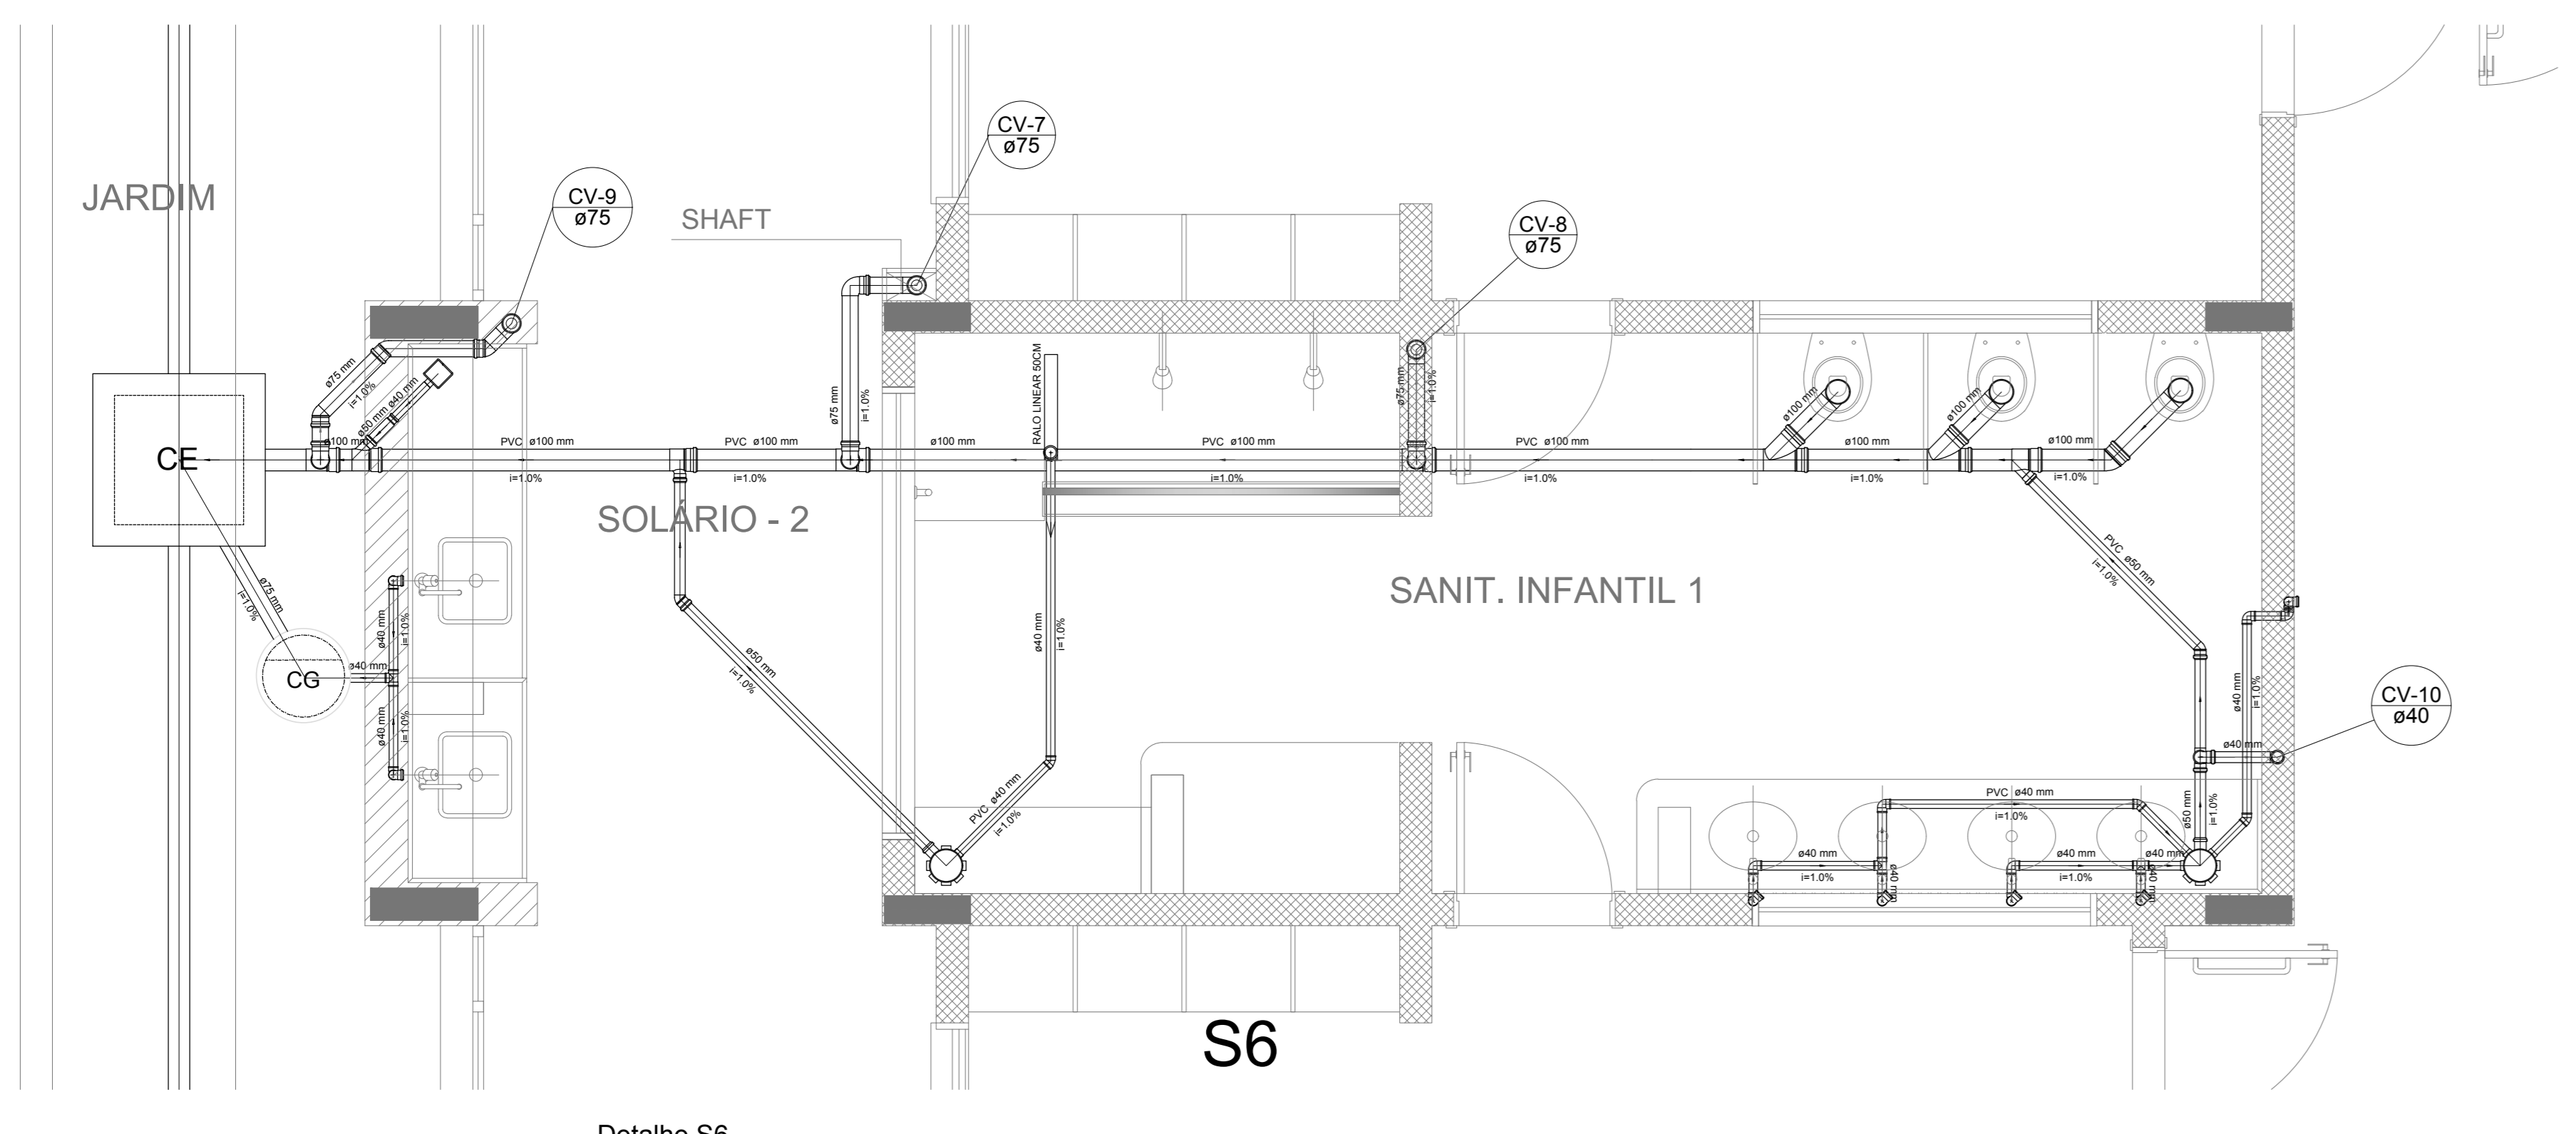 CV-7
ø75
CV-9
ø75
JARDIM
SHAFT
CV-8
ø75
ø75 mm
i=1.0%
ø50 mm
ø40 mm
ø75 mm
i=1.0%
RALO LINEAR 50CM
ø75 mm
i=1.0%
ø100 mm
ø100 mm
CE
ø100 mm
PVC ø100 mm
i=1.0%
PVC ø100 mm
i=1.0%
ø100 mm
PVC ø100 mm
i=1.0%
PVC ø100 mm
i=1.0%
ø100 mm
i=1.0%
ø100 mm
i=1.0%
SOLÁRIO - 2
SANIT. INFANTIL 1
PVC ø50 mm
i=1.0%
ø75 mm
i=1.0%
ø40 mm
i=1.0%
ø40 mm
CG
ø40 mm
i=1.0%
ø50 mm
i=1.0%
ø40 mm
i=1.0%
PVC ø40 mm
i=1.0%
ø40 mm
i=1.0%
CV-10
ø40
ø40 mm
PVC ø40 mm
i=1.0%
ø50 mm
i=1.0%
ø40 mm
i=1.0%
ø40 mm
ø40 mm
i=1.0%
ø40 mm
ø40 mm
S6
Detalhe S6